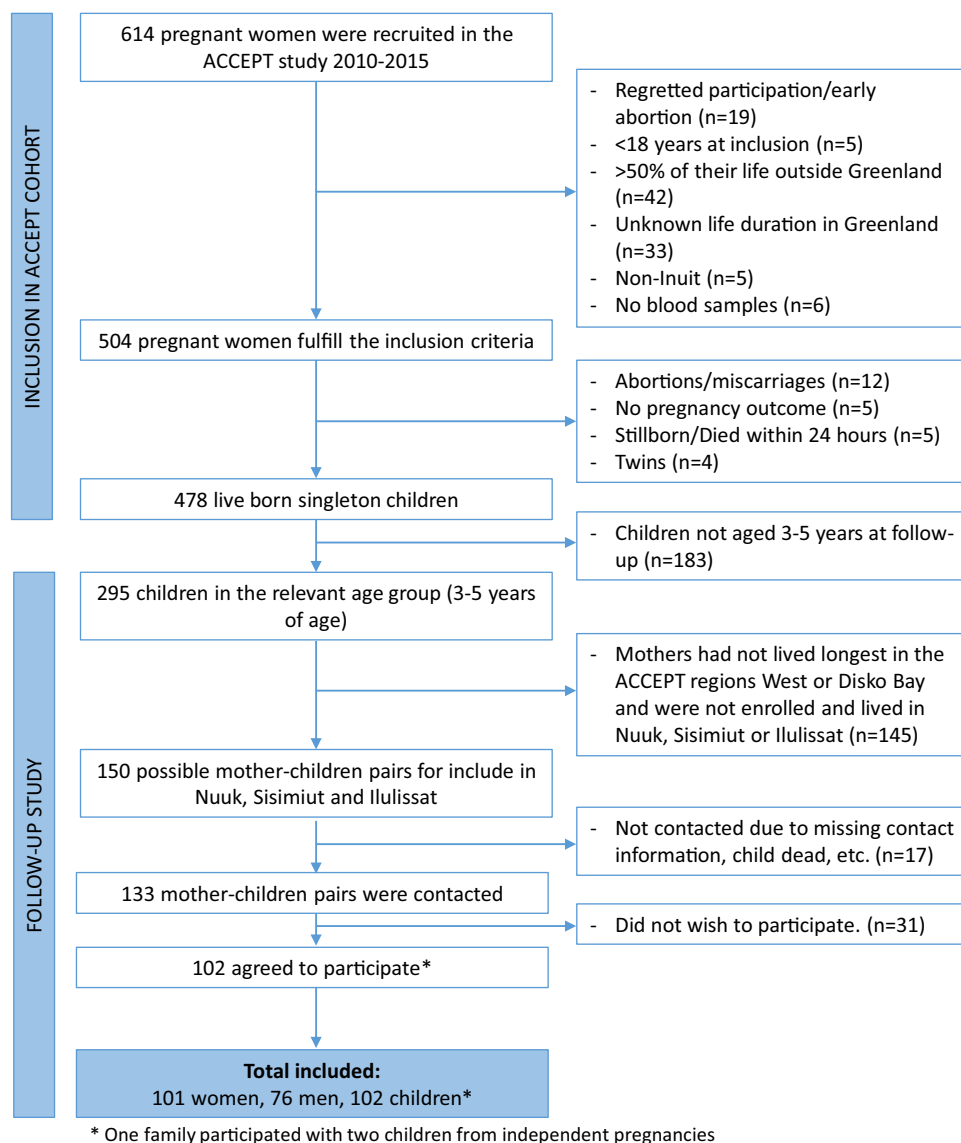 INCLUSION IN ACCEPT COHORT
614 pregnant women were recruited in the
ACCEPT study 2010-2015
- Regretted participation/early
abortion (n=19)
- <18 years at inclusion (n=5)
- >50% of their life outside Greenland
(n=42)
- Unknown life duration in Greenland
(n=33)
- Non-Inuit (n=5)
- No blood samples (n=6)
504 pregnant women fulfill the inclusion criteria
- Abortions/miscarriages (n=12)
- No pregnancy outcome (n=5)
- Stillborn/Died within 24 hours (n=5)
- Twins (n=4)
478 live born singleton children
- Children not aged 3-5 years at follow-
up (n=183)
FOLLOW-UP STUDY
295 children in the relevant age group (3-5 years
of age)
- Mothers had not lived longest in the
ACCEPT regions West or Disko Bay
and were not enrolled and lived in
Nuuk, Sisimiut or Ilulissat (n=145)
150 possible mother-children pairs for include in
Nuuk, Sisimiut and Ilulissat
- Not contacted due to missing contact
information, child dead, etc. (n=17)
133 mother-children pairs were contacted
- Did not wish to participate. (n=31)
102 agreed to participate*
Total included:
101 women, 76 men, 102 children*
* One family participated with two children from independent pregnancies